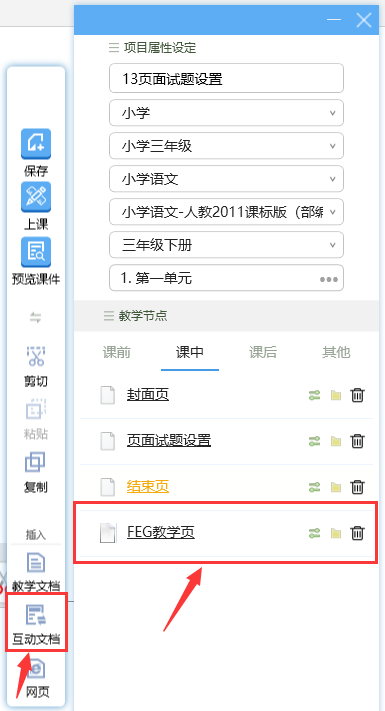 保存
上课
预览课件
剪切
粘贴
复制
插入
教学文档
互动文档
网页
项目属性设定
13页面试题设置
小学
小学三年级
小学语文
小学语文-人教2011课标版（部编
三年级下册
1. 第一单元
教学节点
课前 课中 课后 其他
封面页
页面试题设置
结束页
FEG教学页